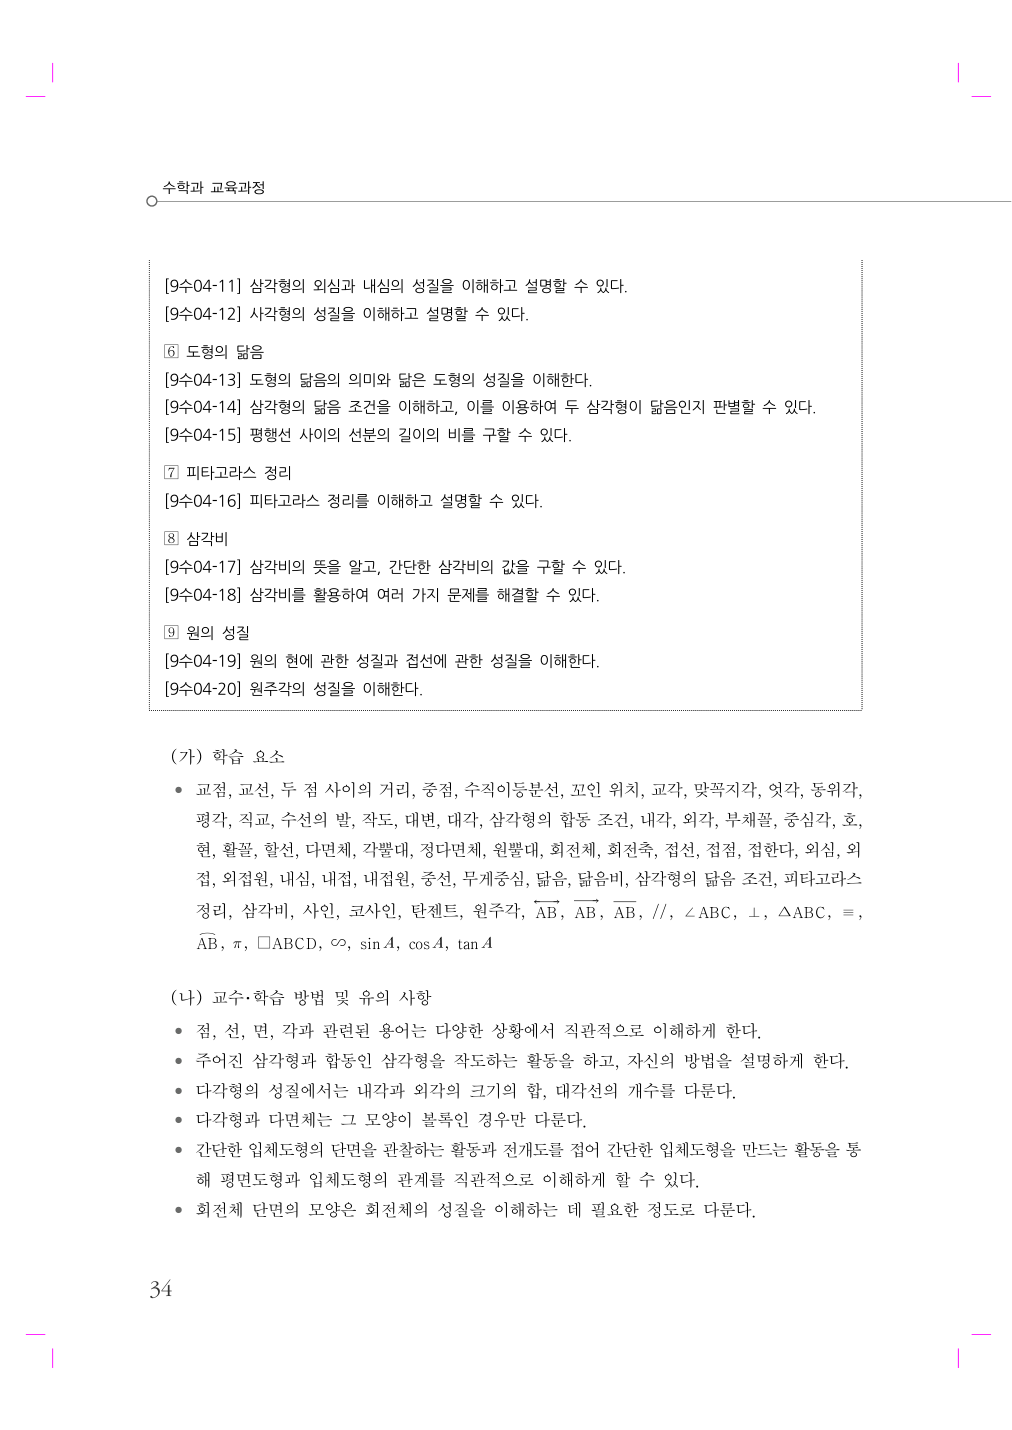 수학과 교육과정
[9수04-11] 삼각형의 외심과 내심의 성질을 이해하고 설명할 수 있다.
[9수04-12] 사각형의 성질을 이해하고 설명할 수 있다.
6 도형의 닮음
[9수04-13] 도형의 닮음의 의미와 닮은 도형의 성질을 이해한다.
[9수04-14] 삼각형의 닮음 조건을 이해하고, 이를 이용하여 두 삼각형이 닮음인지 판별할 수 있다.
[9수04-15] 평행선 사이의 선분의 길이의 비를 구할 수 있다.
7 피타고라스 정리
[9수04-16] 피타고라스 정리를 이해하고 설명할 수 있다.
8 삼각비
[9수04-17] 삼각비의 뜻을 알고, 간단한 삼각비의 값을 구할 수 있다.
[9수04-18] 삼각비를 활용하여 여러 가지 문제를 해결할 수 있다.
9 원의 성질
[9수04-19] 원의 현에 관한 성질과 접선에 관한 성질을 이해한다.
[9수04-20] 원주각의 성질을 이해한다.
(가) 학습 요소
• 교점, 교선, 두 점 사이의 거리, 중점, 수직이등분선, 꼬인 위치, 교각, 맞꼭지각, 엇각, 동위각,
평각, 직교, 수선의 발, 작도, 대변, 대각, 삼각형의 합동 조건, 내각, 외각, 부채꼴, 중심각, 호,
현, 활꼴, 할선, 다면체, 각뿔대, 정다면체, 원뿔대, 회전체, 회전축, 접선, 접점, 접한다, 외심, 외
접, 외접원, 내심, 내접, 내접원, 중선, 무게중심, 닮음, 닮음비, 삼각형의 닮음 조건, 피타고라스
정리, 삼각비, 사인, 코사인, 탄젠트, 원주각, A͍B⃡, AB⃗, A̅B̅, //, ∠ABC, ⊥, △ABC, ≡,
A͡B, π, □ABCD, ∽, sin A, cos A, tan A
(나) 교수·학습 방법 및 유의 사항
• 점, 선, 면, 각과 관련된 용어는 다양한 상황에서 직관적으로 이해하게 한다.
• 주어진 삼각형과 합동인 삼각형을 작도하는 활동을 하고, 자신의 방법을 설명하게 한다.
• 다각형의 성질에서는 내각과 외각의 크기의 합, 대각선의 개수를 다룬다.
• 다각형과 다면체는 그 모양이 볼록인 경우만 다룬다.
• 간단한 입체도형의 단면을 관찰하는 활동과 전개도를 접어 간단한 입체도형을 만드는 활동을 통
해 평면도형과 입체도형의 관계를 직관적으로 이해하게 할 수 있다.
• 회전체 단면의 모양은 회전체의 성질을 이해하는 데 필요한 정도로 다룬다.
34